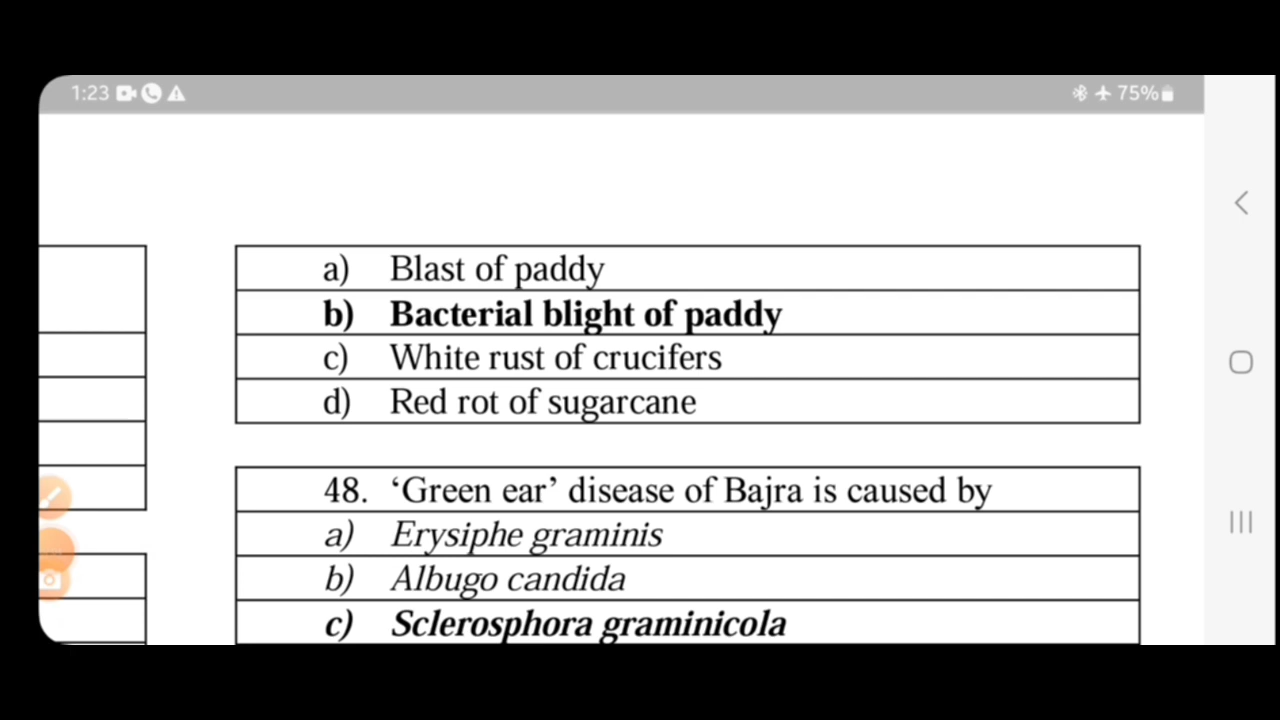 1:23
75%
a) Blast of paddy
b) Bacterial blight of paddy
c) White rust of crucifers
d) Red rot of sugarcane
48. ‘Green ear’ disease of Bajra is caused by
a) Erysiphe graminis
b) Albugo candida
c) Sclerosphora graminicola